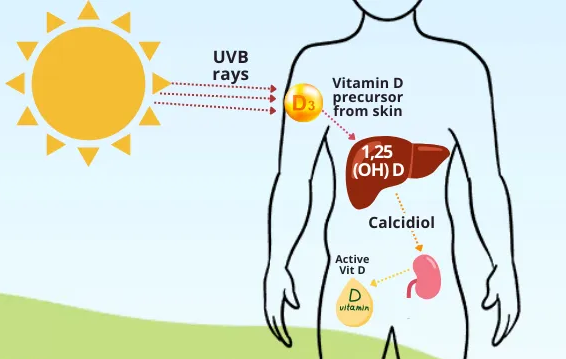 UVB
rays
D3
Vitamin D
precursor
from skin
1,25
(OH) D
Calcidiol
Active
Vit D
D
vitamin